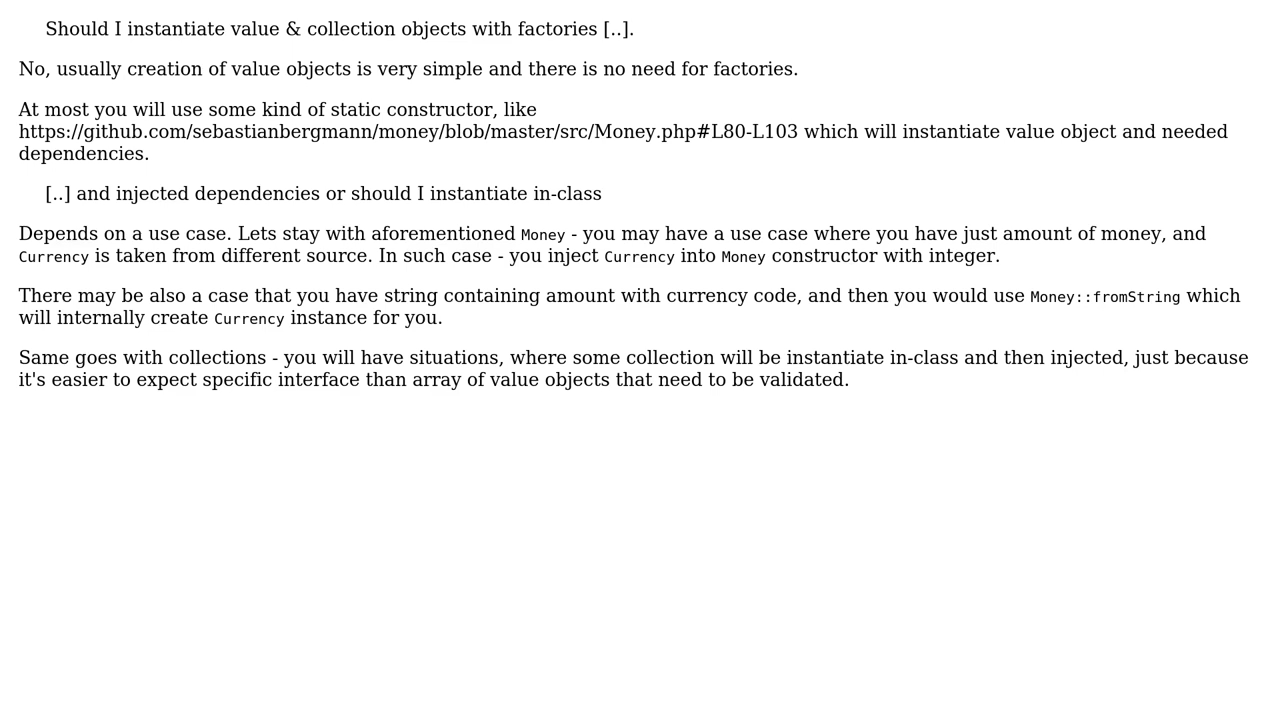 Should I instantiate value & collection objects with factories [..].
No, usually creation of value objects is very simple and there is no need for factories.
At most you will use some kind of static constructor, like
https://github.com/sebastianbergmann/money/blob/master/src/Money.php#L80-L103 which will instantiate value object and needed
dependencies.
[..] and injected dependencies or should I instantiate in-class
Depends on a use case. Lets stay with aforementioned Money - you may have a use case where you have just amount of money, and
Currency is taken from different source. In such case - you inject Currency into Money constructor with integer.
There may be also a case that you have string containing amount with currency code, and then you would use Money::fromString which
will internally create Currency instance for you.
Same goes with collections - you will have situations, where some collection will be instantiate in-class and then injected, just because
it's easier to expect specific interface than array of value objects that need to be validated.